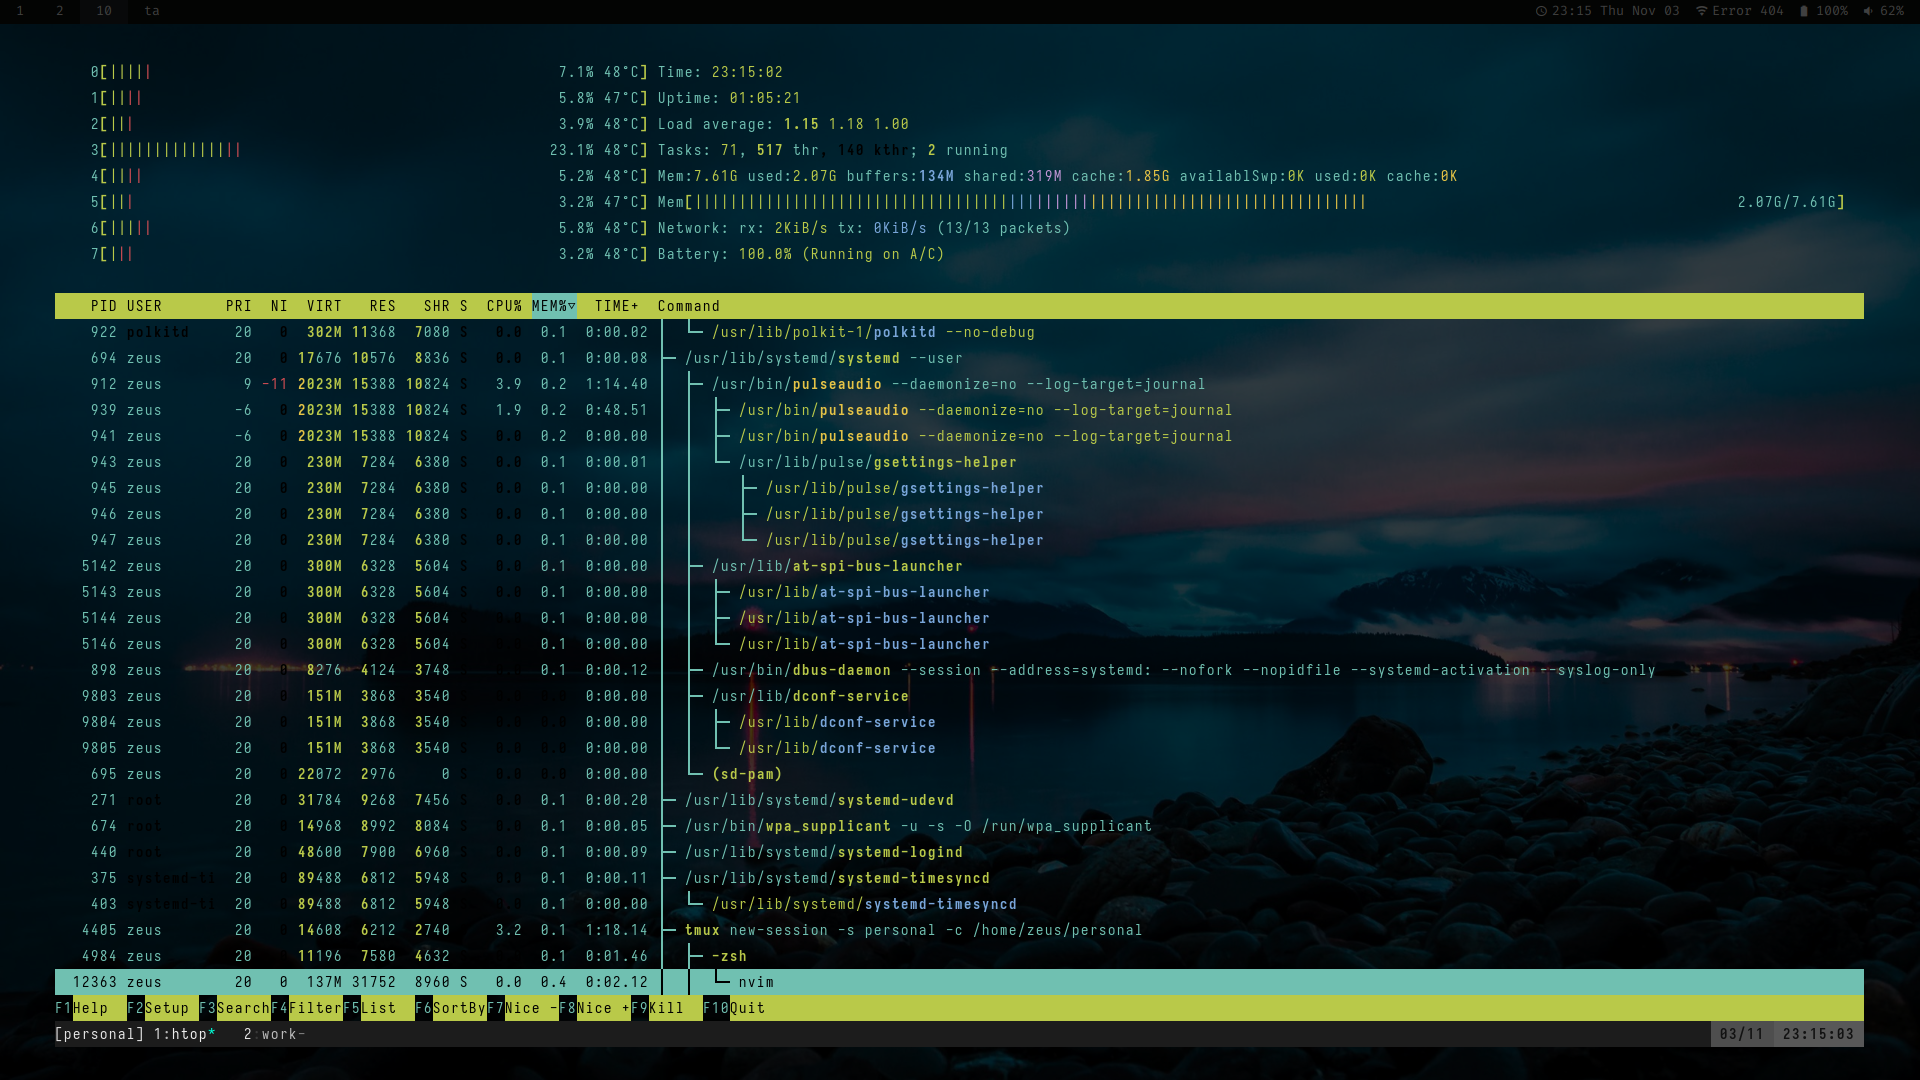 1 2 10 ta 23:15 Thu Nov 03 Error 404 100% 62%
0[||||| 7.1% 48°C] Time: 23:15:02
1[|||| 5.8% 47°C] Uptime: 01:05:21
2[||| 3.9% 48°C] Load average: 1.15 1.18 1.00
3[||||||||||||||| 23.1% 48°C] Tasks: 71, 517 thr, 140 kthr; 2 running
4[|||| 5.2% 48°C] Mem:7.61G used:2.07G buffers:134M shared:319M cache:1.85G availablSwp:0K used:0K cache:0K
5[||| 3.2% 47°C] Mem[||||||||||||||||||||||||||||||||||||||||||||||||||||||||||||||||||||||||||| 2.07G/7.61G]
6[||||| 5.8% 48°C] Network: rx: 2KiB/s tx: 0KiB/s (13/13 packets)
7[||| 3.2% 48°C] Battery: 100.0% (Running on A/C)
PID USER PRI NI VIRT RES SHR S CPU% MEM%▽ TIME+ Command
922 polkitd 20 0 302M 11368 7080 S 0.0 0.1 0:00.02 │ └─ /usr/lib/polkit-1/polkitd --no-debug
694 zeus 20 0 17676 10576 8836 S 0.0 0.1 0:00.08 ├─ /usr/lib/systemd/systemd --user
912 zeus 9 -11 2023M 15388 10824 S 3.9 0.2 1:14.40 │ ├─ /usr/bin/pulseaudio --daemonize=no --log-target=journal
939 zeus -6 0 2023M 15388 10824 S 1.9 0.2 0:48.51 │ │ ├─ /usr/bin/pulseaudio --daemonize=no --log-target=journal
941 zeus -6 0 2023M 15388 10824 S 0.0 0.2 0:00.00 │ │ ├─ /usr/bin/pulseaudio --daemonize=no --log-target=journal
943 zeus 20 0 230M 7284 6380 S 0.0 0.1 0:00.01 │ │ └─ /usr/lib/pulse/gsettings-helper
945 zeus 20 0 230M 7284 6380 S 0.0 0.1 0:00.00 │ │ ├─ /usr/lib/pulse/gsettings-helper
946 zeus 20 0 230M 7284 6380 S 0.0 0.1 0:00.00 │ │ ├─ /usr/lib/pulse/gsettings-helper
947 zeus 20 0 230M 7284 6380 S 0.0 0.1 0:00.00 │ │ └─ /usr/lib/pulse/gsettings-helper
5142 zeus 20 0 300M 6328 5604 S 0.0 0.1 0:00.00 │ ├─ /usr/lib/at-spi-bus-launcher
5143 zeus 20 0 300M 6328 5604 S 0.0 0.1 0:00.00 │ │ ├─ /usr/lib/at-spi-bus-launcher
5144 zeus 20 0 300M 6328 5604 S 0.0 0.1 0:00.00 │ │ ├─ /usr/lib/at-spi-bus-launcher
5146 zeus 20 0 300M 6328 5604 0.1 0:00.00 │ │ └─ /usr/lib/at-spi-bus-launcher
898 zeus 20 0 8276 4124 3748 0.1 0:00.12 │ ├─ /usr/bin/dbus-daemon --session --address=systemd: --nofork --nopidfile --systemd-activation --syslog-only
9803 zeus 20 0 151M 3868 3540 0.0 0:00.00 │ ├─ /usr/lib/dconf-service
9804 zeus 20 0 151M 3868 3540 S 0.0 0.0 0:00.00 │ │ ├─ /usr/lib/dconf-service
9805 zeus 20 0 151M 3868 3540 S 0.0 0.0 0:00.00 │ │ └─ /usr/lib/dconf-service
695 zeus 20 0 22072 2976 0 S 0.0 0.0 0:00.00 │ └─ (sd-pam)
271 root 20 0 31784 9268 7456 S 0.0 0.1 0:00.20 ├─ /usr/lib/systemd/systemd-udevd
674 root 20 0 14968 8992 8084 S 0.0 0.1 0:00.05 ├─ /usr/bin/wpa_supplicant -u -s -O /run/wpa_supplicant
440 root 20 0 48600 7900 6960 S 0.0 0.1 0:00.09 ├─ /usr/lib/systemd/systemd-logind
375 systemd-ti 20 0 89488 6812 5948 S 0.0 0.1 0:00.11 ├─ /usr/lib/systemd/systemd-timesyncd
403 systemd-ti 20 0 89488 6812 5948 S 0.0 0.1 0:00.00 │ └─ /usr/lib/systemd/systemd-timesyncd
4405 zeus 20 0 14608 6212 2740 3.2 0.1 1:18.14 ├─ tmux new-session -s personal -c /home/zeus/personal
4984 zeus 20 0 11196 7580 4632 0.1 0:01.46 │ ├─ -zsh
12363 zeus 20 0 137M 31752 8960 S 0.0 0.4 0:02.12 │ │ └─ nvim
F1Help F2Setup F3SearchF4FilterF5List F6SortByF7Nice -F8Nice +F9Kill F10Quit
[personal] 1:htop* 2:work- 03/11 23:15:03